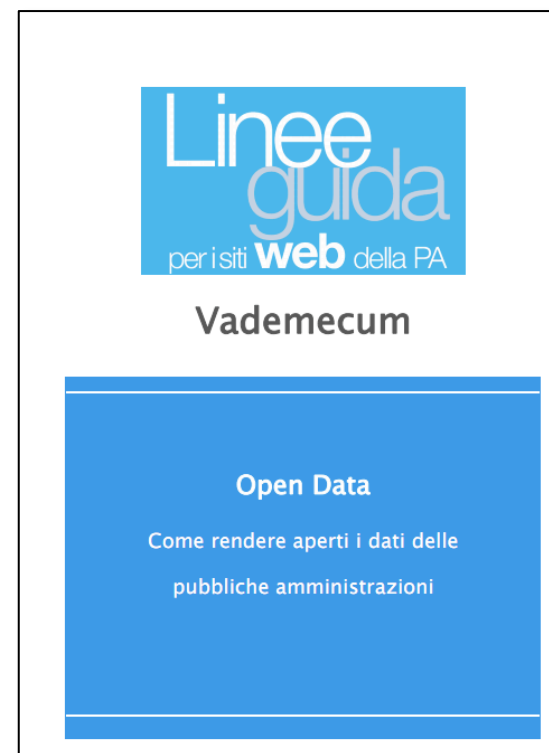 Linee
guida
per i siti web della PA
Vademecum
Open Data
Come rendere aperti i dati delle
pubbliche amministrazioni